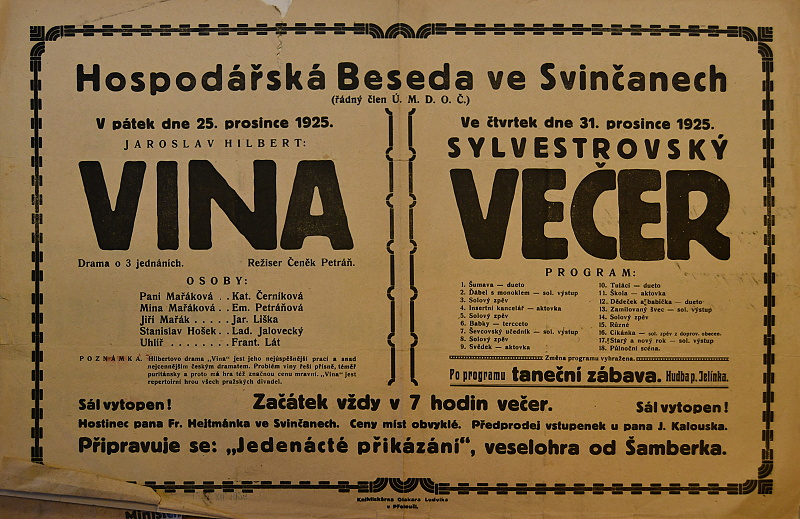 Hospodářská Beseda ve Svinčanech
(řádný člen Ú. M. D. O. Č.)
V pátek dne 25. prosince 1925.
JAROSLAV HILBERT:
VINA
Drama o 3 jednáních. Režiser Čeněk Petráň.
OSOBY:
Paní Mařáková . . Kat. Černíková
Mína Mařáková . . Em. Petráňová
Jiří Mařák . . . . Jar. Liška
Stanislav Hošek . . Lad. Jalovecký
Uhlíř . . . . . . . Frant. Lát
POZNÁMKA. Hilbertovo drama „Vina" jest jeho nejúspěšnější prací a snad
nejcennějším českým dramatem. Problém viny řeší přísně, téměř
puritánsky a proto má hra též značnou cenu mravní. „Vina" jest
repertoirní hrou všech pražských divadel.
Ve čtvrtek dne 31. prosince 1925.
SYLVESTROVSKÝ
VEČER
PROGRAM:
1. Šumava — dueto
2. Ďábel s monoklem — sol. výstup
3. Solový zpěv
4. Insertní kancelář — aktovka
5. Solový zpěv
6. Babky — terceto
7. Ševcovský učedník — sol. výstup
8. Solový zpěv
9. Svědek — aktovka
10. Tuláci — dueto
11. Škola — aktovka
12. Dědeček a babička — dueto
13. Zamilovaný švec — sol. výstup
14. Solový zpěv
15. Různé
16. Cikánka — sol. zpěv z doprov. obecen.
17. Starý a nový rok — sol. výstup
18. Půlnoční scéna.
Změna programu vyhražena.
Po programu taneční zábava. Hudba p. Jelínka.
Sál vytopen! Začátek vždy v 7 hodin večer. Sál vytopen!
Hostinec pana Fr. Hejtmánka ve Svinčanech. Ceny míst obvyklé. Předprodej vstupenek u pana J. Kalouska.
Připravuje se: „Jedenácté přikázání", veselohra od Šamberka.
Knihtiskárna Otakara Ludvíka
v Přelouči.